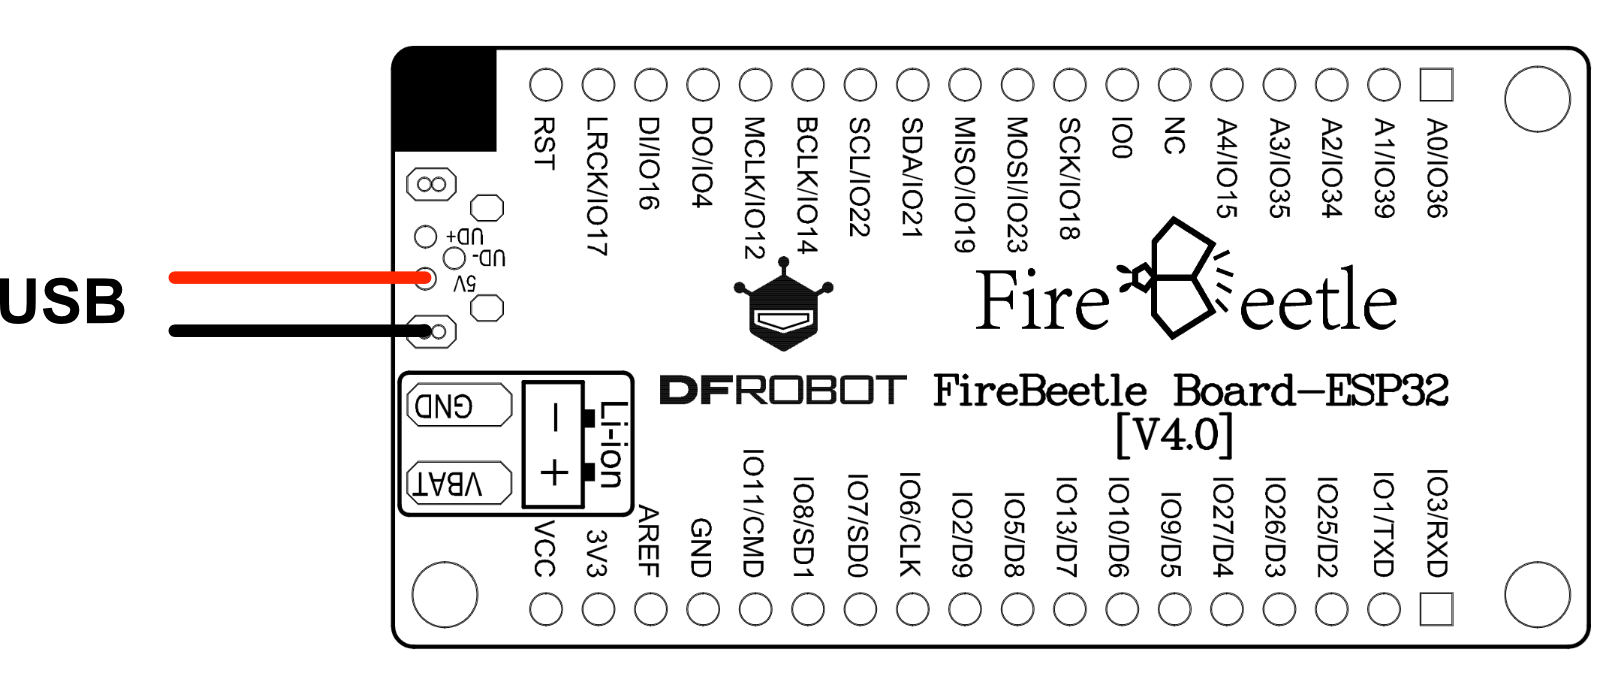 RST
LRCK/IO17
DI/IO16
DO/IO4
MCLK/IO12
BCLK/IO14
SCL/IO22
SDA/IO21
MISO/IO19
MOSI/IO23
SCK/IO18
IO0
NC
A4/IO15
A3/IO35
A2/IO34
A1/IO39
A0/IO36
UD+
UD-
5V
USB
FireBeetle
GND
VBAT
Li-ion
DFROBOT
FireBeetle Board-ESP32
[V4.0]
VCC
3V3
AREF
GND
IO11/CMD
IO8/SD1
IO7/SD0
IO6/CLK
IO2/D9
IO5/D8
IO13/D7
IO10/D6
IO9/D5
IO27/D4
IO26/D3
IO25/D2
IO1/TXD
IO3/RXD